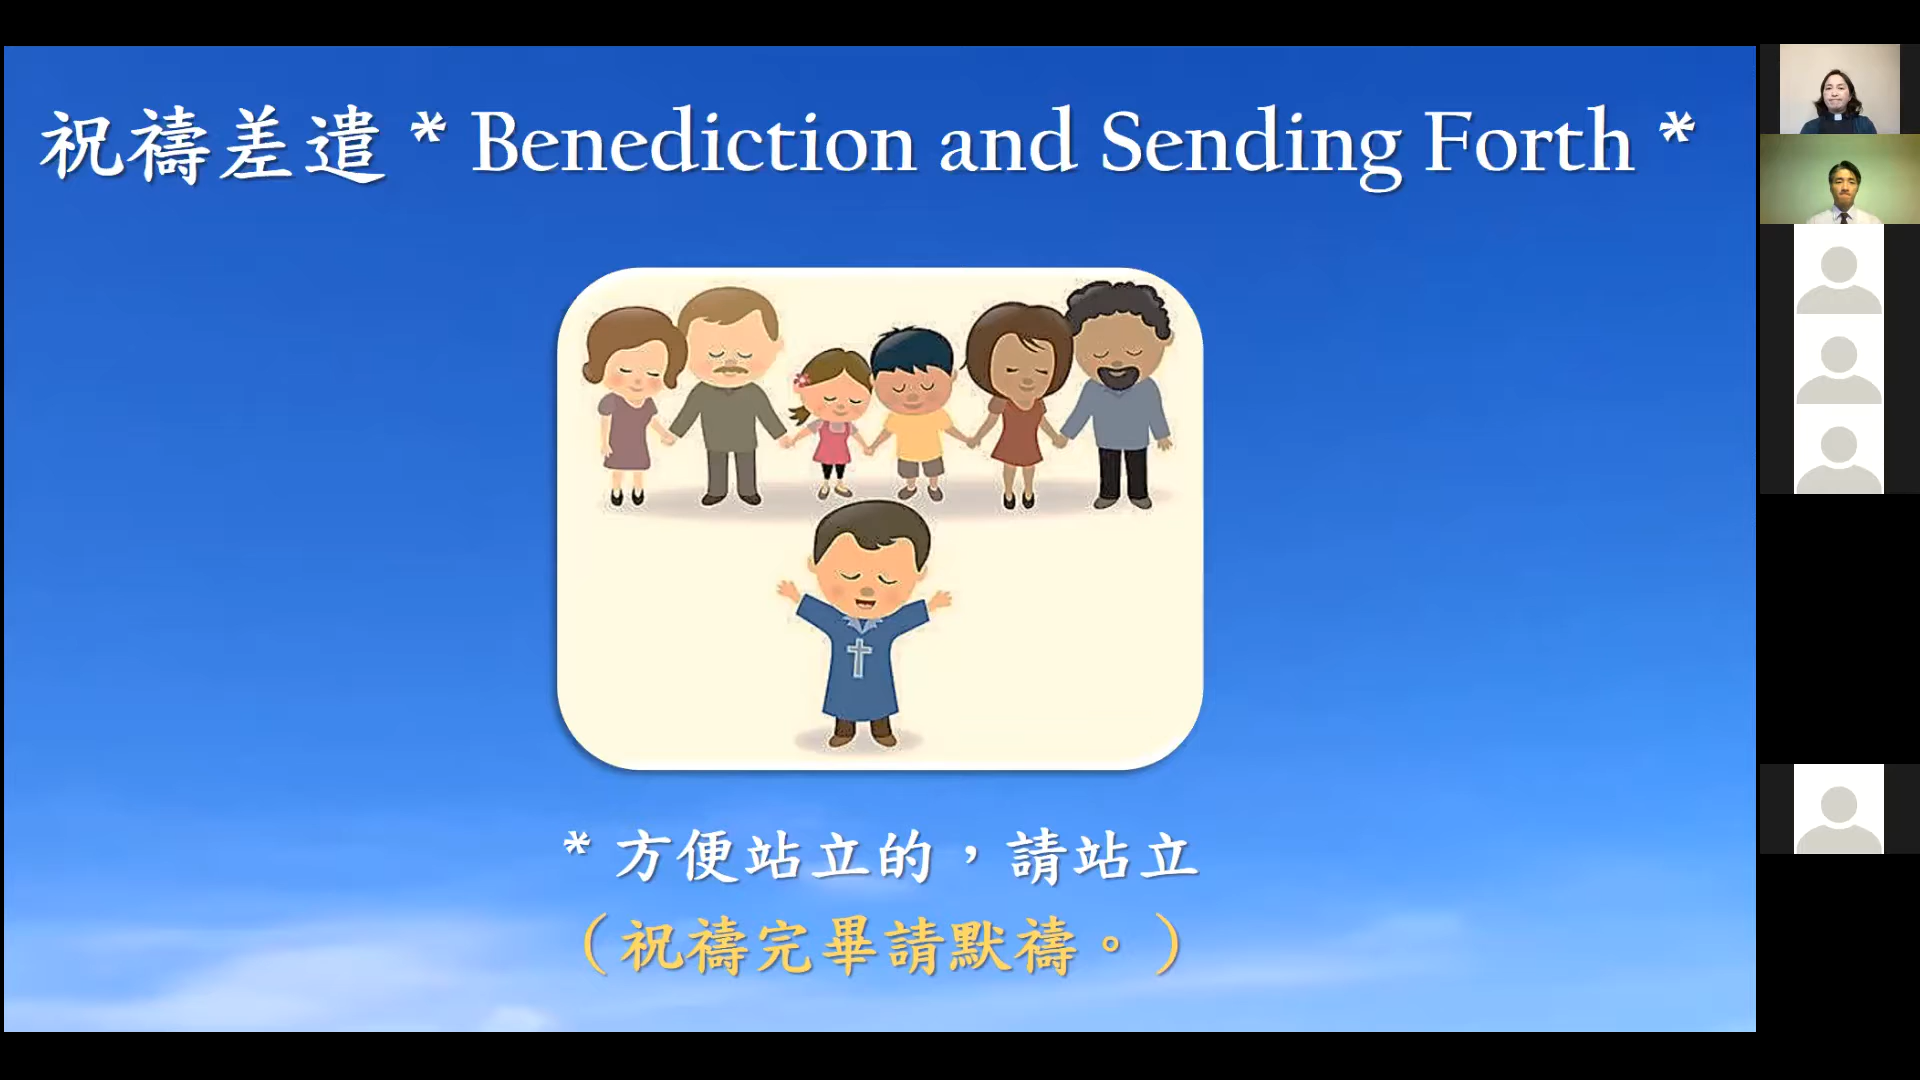 祝禱差遣 * Benediction and Sending Forth *
* 方便站立的，請站立
（祝禱完畢請默禱。）